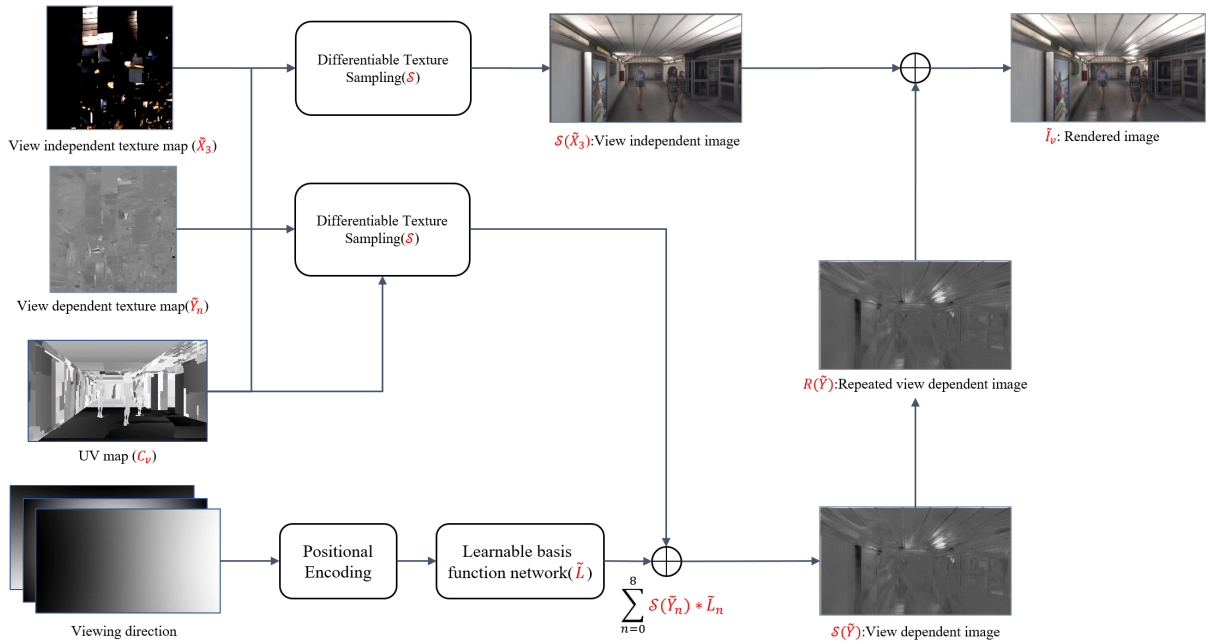 Differentiable Texture
Sampling(𝒮)
View independent texture map (X̃₃)
𝒮(X̃₃):View independent image
Ĩᵥ: Rendered image
Differentiable Texture
Sampling(𝒮)
View dependent texture map(Ỹₙ)
R(Ỹ):Repeated view dependent image
UV map (Cᵥ)
Positional
Encoding
Learnable basis
function network(L̃)
8
∑ 𝒮(Ỹₙ) ∗ L̃ₙ
n=0
Viewing direction
𝒮(Ỹ):View dependent image